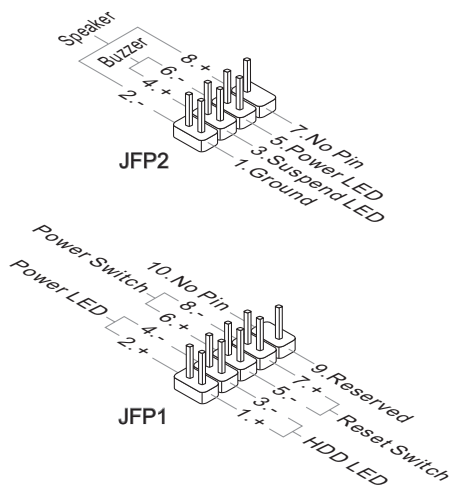 Speaker
Buzzer
8.+
6.-
4.+
2.-
7.No Pin
5.Power LED
3.Suspend LED
1.Ground
JFP2
Power Switch
Power LED
10.No Pin
8.-
6.+
4.-
2.+
9.Reserved
7.+
5.-
3.-
1.+
Reset Switch
HDD LED
JFP1